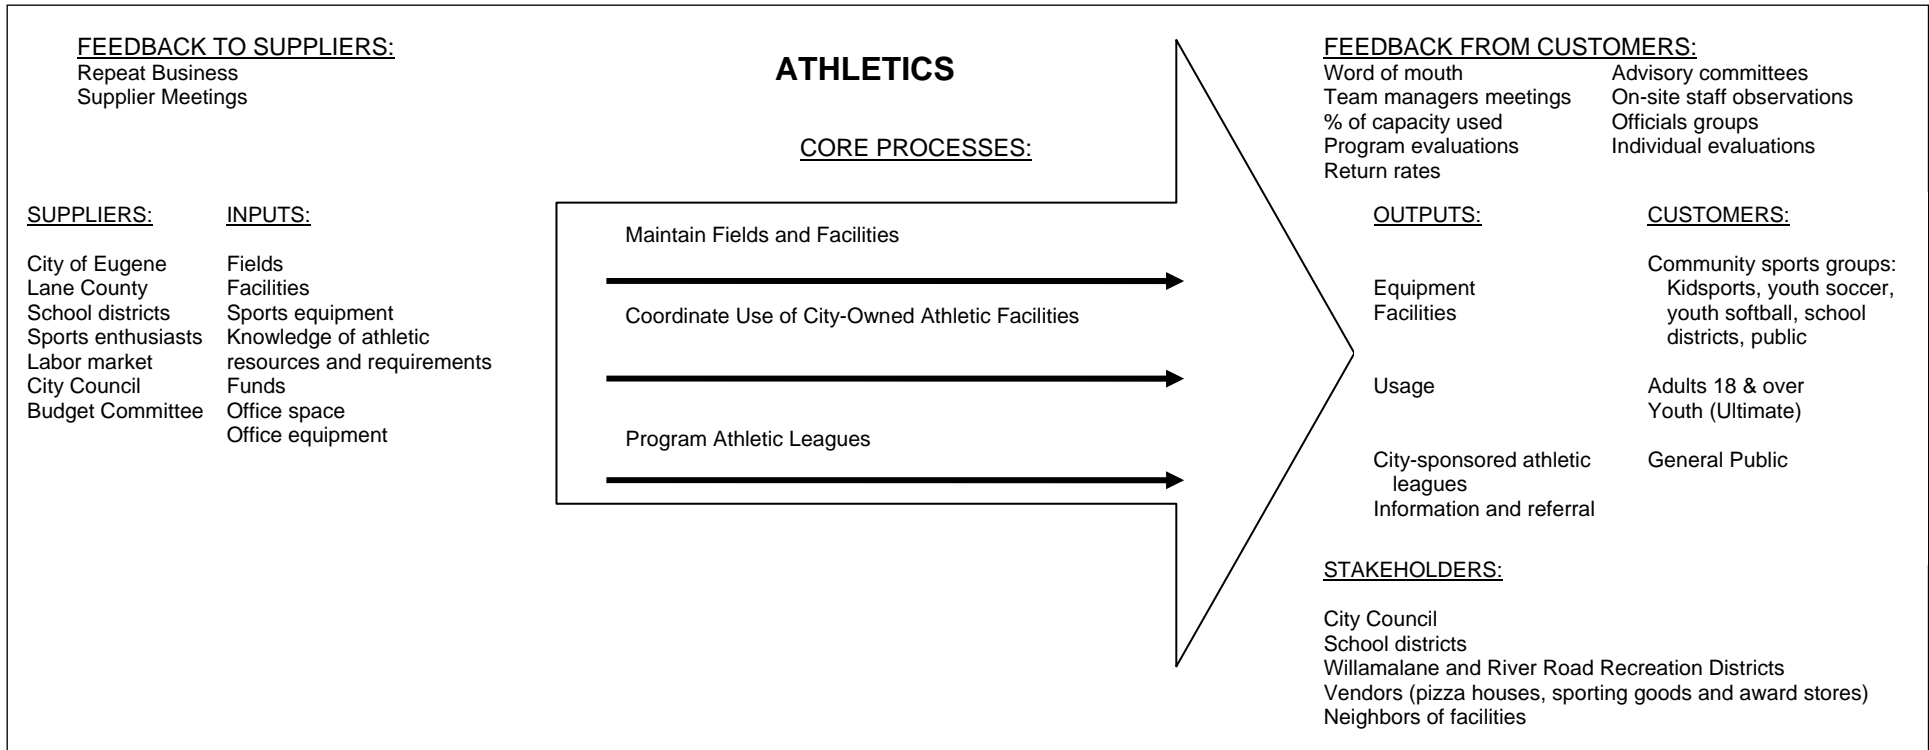 FEEDBACK TO SUPPLIERS:
Repeat Business
Supplier Meetings
ATHLETICS
CORE PROCESSES:
FEEDBACK FROM CUSTOMERS:
Word of mouth
Team managers meetings
% of capacity used
Program evaluations
Return rates
Advisory committees
On-site staff observations
Officials groups
Individual evaluations
SUPPLIERS:
City of Eugene
Lane County
School districts
Sports enthusiasts
Labor market
City Council
Budget Committee
INPUTS:
Fields
Facilities
Sports equipment
Knowledge of athletic
resources and requirements
Funds
Office space
Office equipment
Maintain Fields and Facilities
Coordinate Use of City-Owned Athletic Facilities
Program Athletic Leagues
OUTPUTS:
Equipment
Facilities
Usage
City-sponsored athletic
leagues
Information and referral
CUSTOMERS:
Community sports groups:
Kidsports, youth soccer,
youth softball, school
districts, public
Adults 18 & over
Youth (Ultimate)
General Public
STAKEHOLDERS:
City Council
School districts
Willamalane and River Road Recreation Districts
Vendors (pizza houses, sporting goods and award stores)
Neighbors of facilities